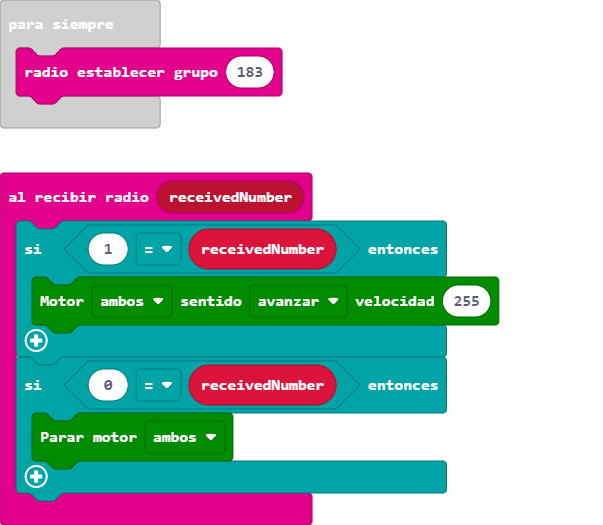 para siempre
radio establecer grupo 183
al recibir radio receivedNumber
si 1 = receivedNumber entonces
Motor ambos sentido avanzar velocidad 255
si 0 = receivedNumber entonces
Parar motor ambos